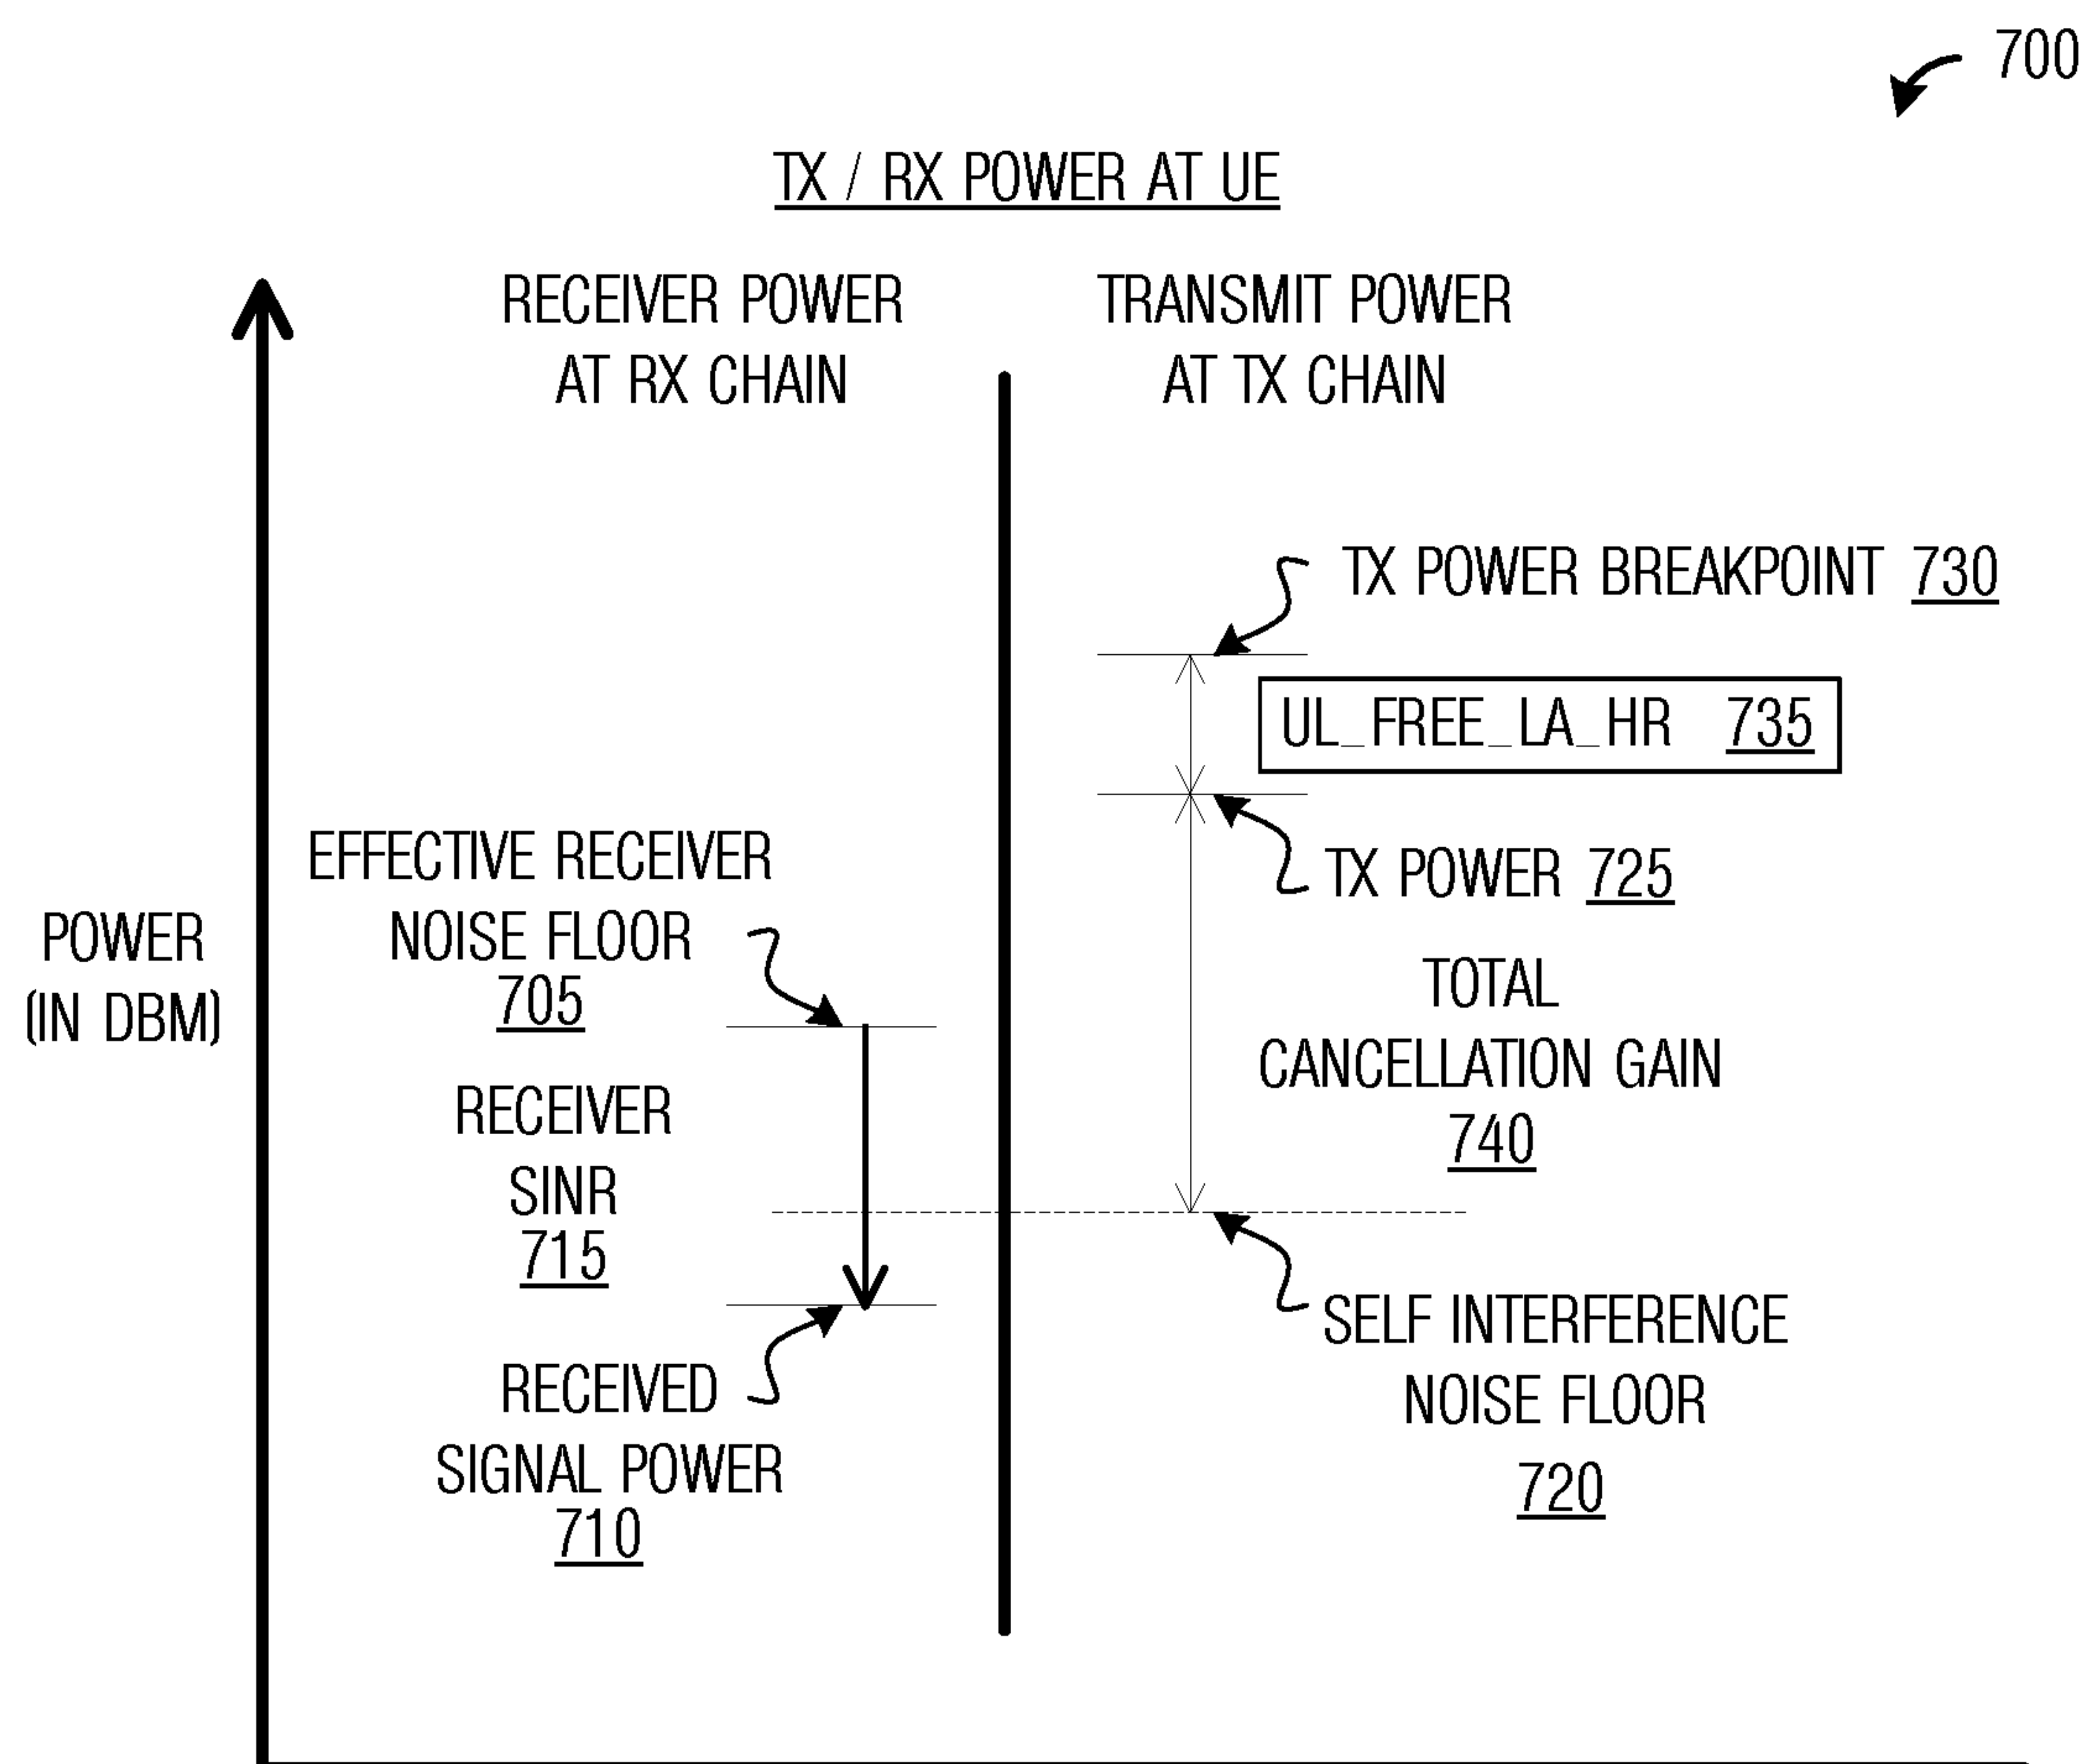 700
TX / RX POWER AT UE
RECEIVER POWER
AT RX CHAIN
TRANSMIT POWER
AT TX CHAIN
TX POWER BREAKPOINT 730
UL_FREE_LA_HR 735
EFFECTIVE RECEIVER
NOISE FLOOR
705
TX POWER 725
POWER
(IN DBM)
TOTAL
CANCELLATION GAIN
740
RECEIVER
SINR
715
SELF INTERFERENCE
NOISE FLOOR
720
RECEIVED
SIGNAL POWER
710